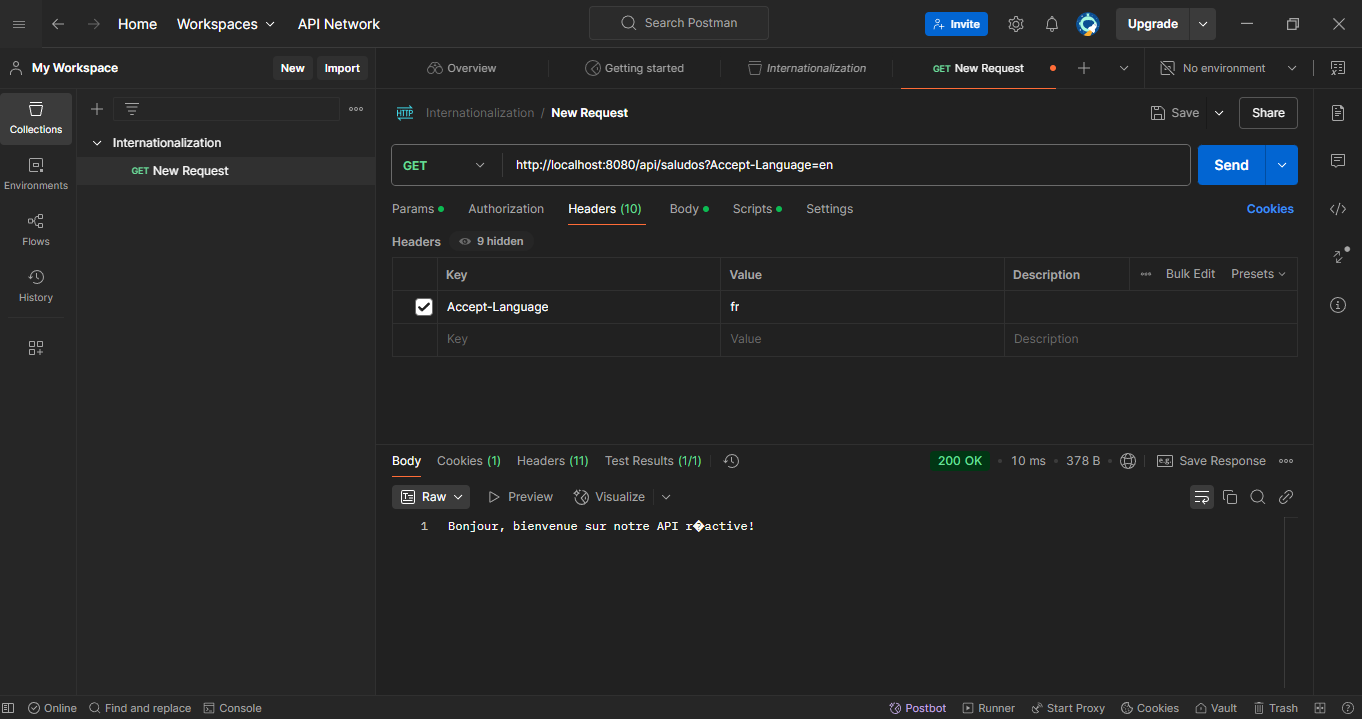 Home Workspaces API Network Search Postman Invite Upgrade
My Workspace New Import Overview Getting started Internationalization GET New Request No environment
Collections
Environments
Flows
History
Internationalization
GET New Request
HTTP Internationalization / New Request Save Share
GET http://localhost:8080/api/saludos?Accept-Language=en Send
Params Authorization Headers (10) Body Scripts Settings Cookies
Headers 9 hidden
Key Value Description Bulk Edit Presets
Accept-Language fr
Key Value Description
Body Cookies (1) Headers (11) Test Results (1/1) 200 OK 10 ms 378 B e.g. Save Response
Raw Preview Visualize
1 Bonjour, bienvenue sur notre API r�active!
Online Find and replace Console Postbot Runner Start Proxy Cookies Vault Trash